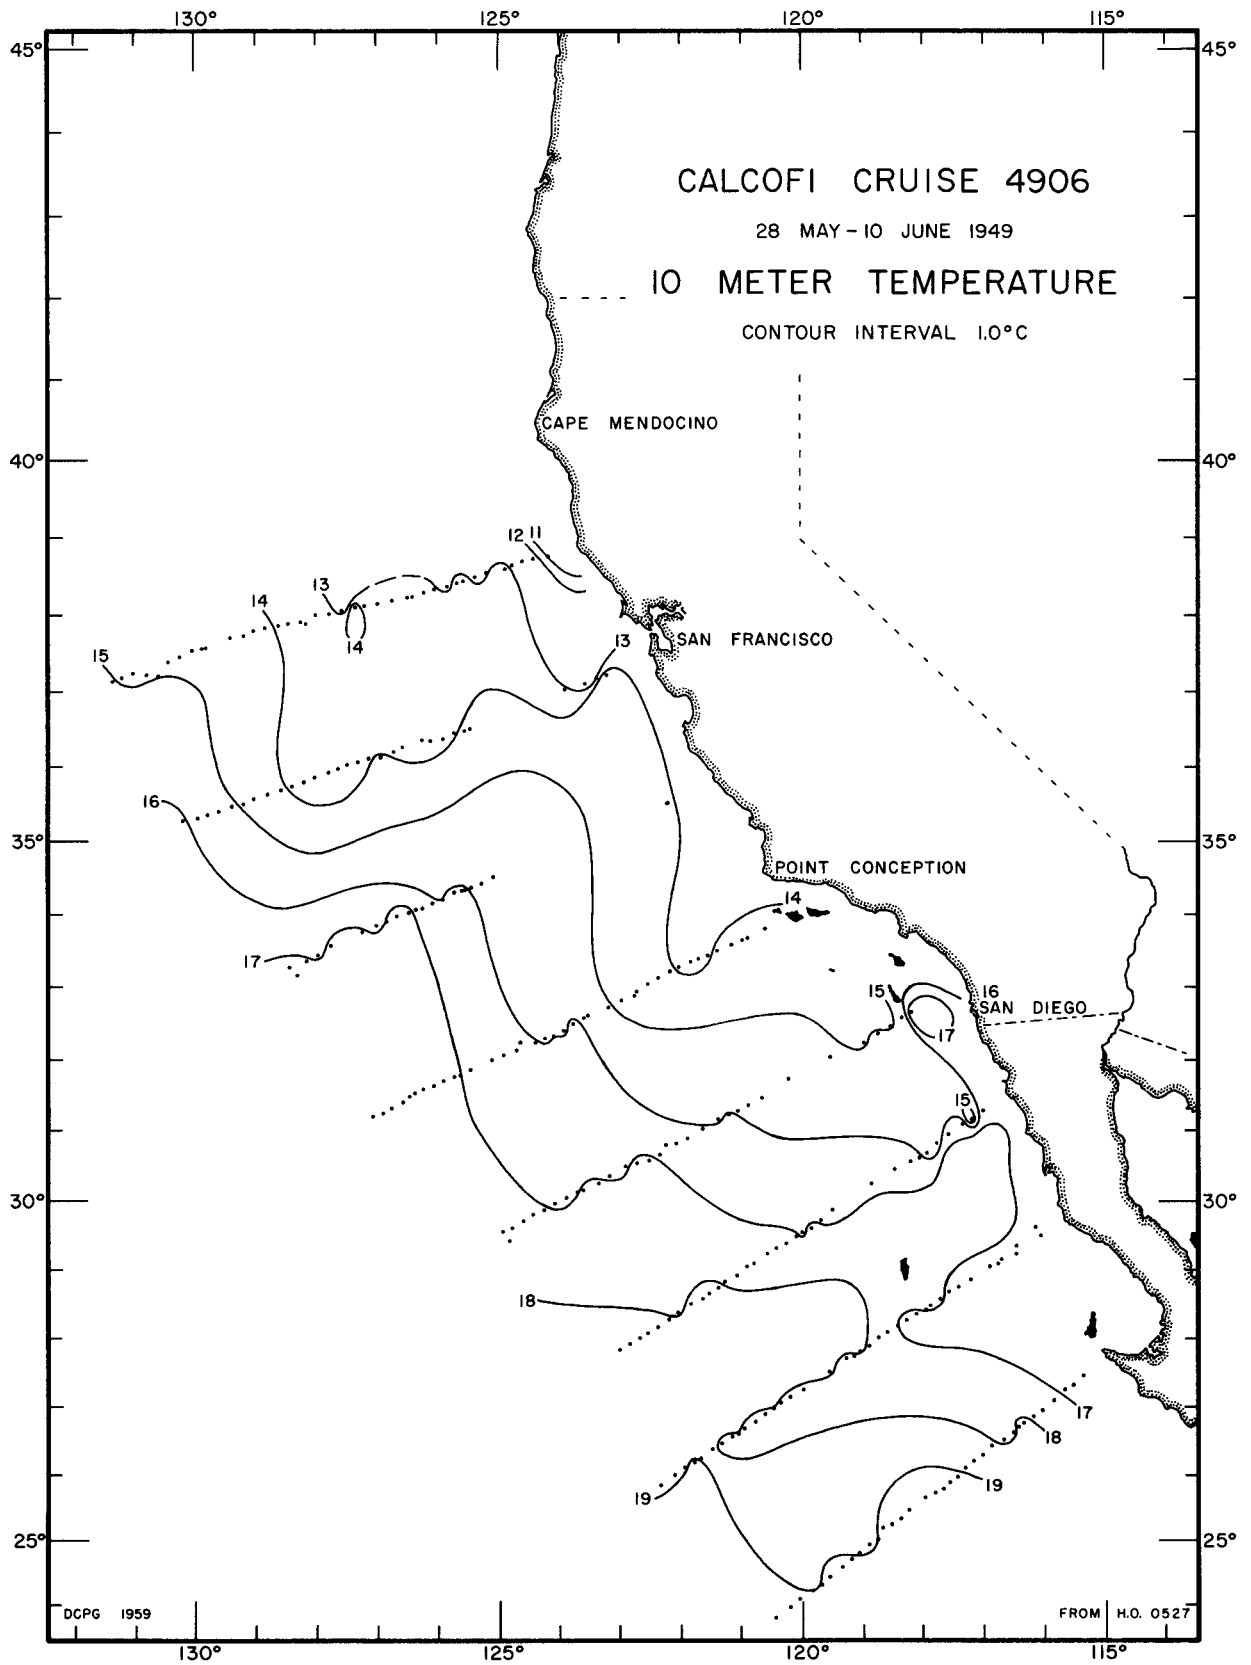 130° 125° 120° 115°
45° 45°
CALCOFI CRUISE 4906
28 MAY – 10 JUNE 1949
10 METER TEMPERATURE
CONTOUR INTERVAL 1.0°C
CAPE MENDOCINO
40° 40°
12 11
13
14
SAN FRANCISCO
14
13
15
16
35° 35°
POINT CONCEPTION
14
17
15 16
SAN DIEGO
17
15
30° 30°
18
17
18
19
19
25° 25°
DCPG 1959
FROM H.O. 0527
130° 125° 120° 115°